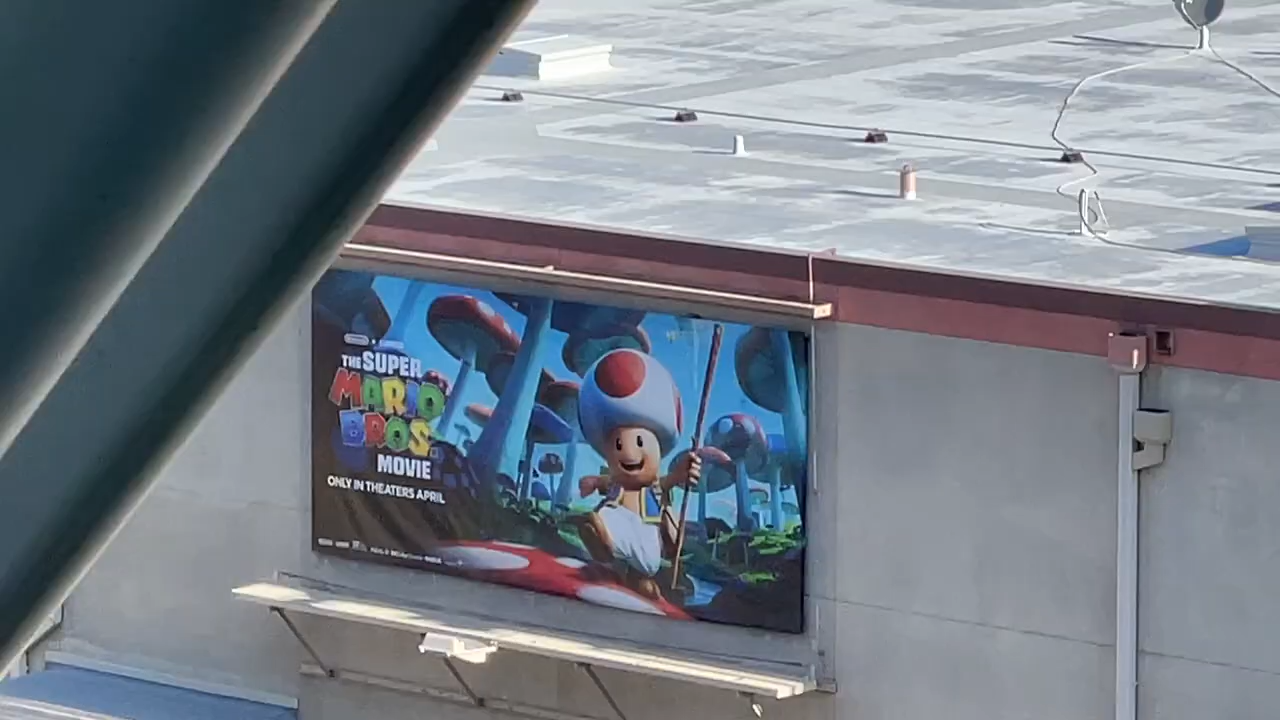 THE SUPER
MARIO
BROS.
MOVIE
ONLY IN THEATERS APRIL